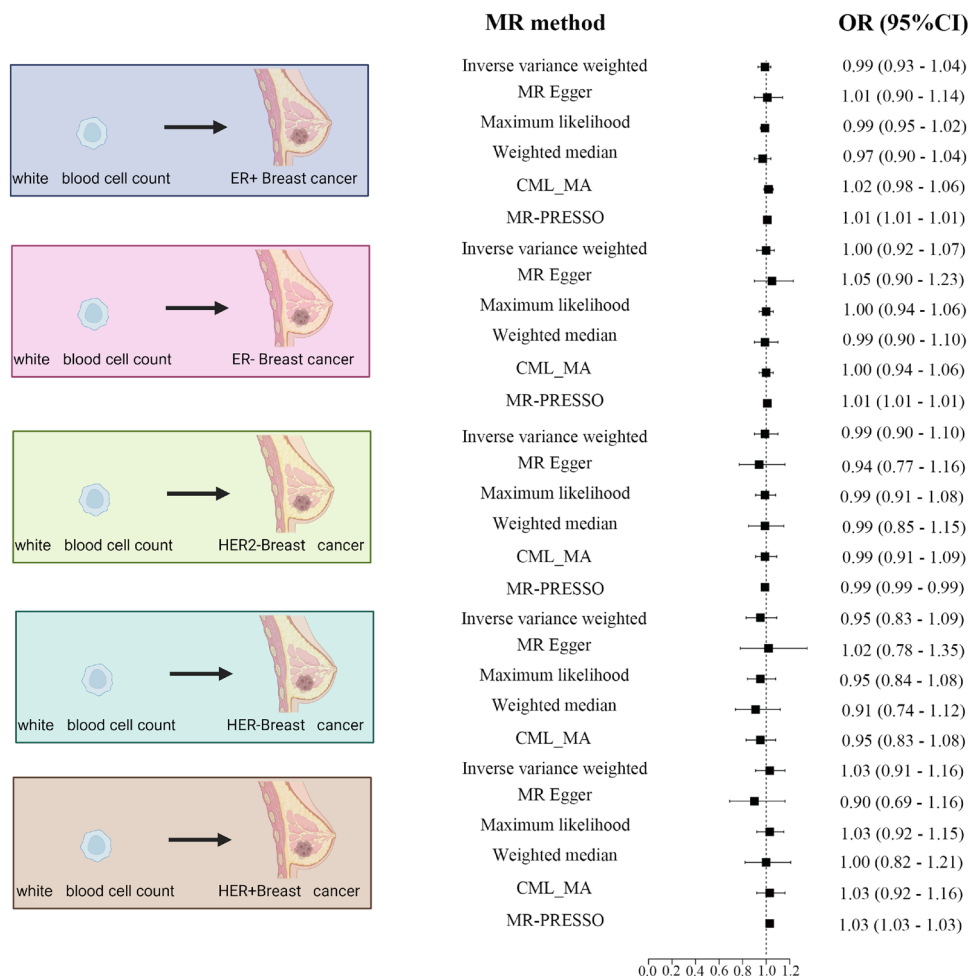 MR method OR (95%CI)
Inverse variance weighted 0.99 (0.93 - 1.04)
MR Egger 1.01 (0.90 - 1.14)
Maximum likelihood 0.99 (0.95 - 1.02)
Weighted median 0.97 (0.90 - 1.04)
white blood cell count ER+ Breast cancer
CML_MA 1.02 (0.98 - 1.06)
MR-PRESSO 1.01 (1.01 - 1.01)
Inverse variance weighted 1.00 (0.92 - 1.07)
MR Egger 1.05 (0.90 - 1.23)
Maximum likelihood 1.00 (0.94 - 1.06)
Weighted median 0.99 (0.90 - 1.10)
white blood cell count ER- Breast cancer
CML_MA 1.00 (0.94 - 1.06)
MR-PRESSO 1.01 (1.01 - 1.01)
Inverse variance weighted 0.99 (0.90 - 1.10)
MR Egger 0.94 (0.77 - 1.16)
Maximum likelihood 0.99 (0.91 - 1.08)
Weighted median 0.99 (0.85 - 1.15)
white blood cell count HER2-Breast cancer
CML_MA 0.99 (0.91 - 1.09)
MR-PRESSO 0.99 (0.99 - 0.99)
Inverse variance weighted 0.95 (0.83 - 1.09)
MR Egger 1.02 (0.78 - 1.35)
Maximum likelihood 0.95 (0.84 - 1.08)
Weighted median 0.91 (0.74 - 1.12)
white blood cell count HER-Breast cancer
CML_MA 0.95 (0.83 - 1.08)
Inverse variance weighted 1.03 (0.91 - 1.16)
MR Egger 0.90 (0.69 - 1.16)
Maximum likelihood 1.03 (0.92 - 1.15)
Weighted median 1.00 (0.82 - 1.21)
white blood cell count HER+Breast cancer
CML_MA 1.03 (0.92 - 1.16)
MR-PRESSO 1.03 (1.03 - 1.03)
0.0 0.2 0.4 0.6 0.8 1.0 1.2